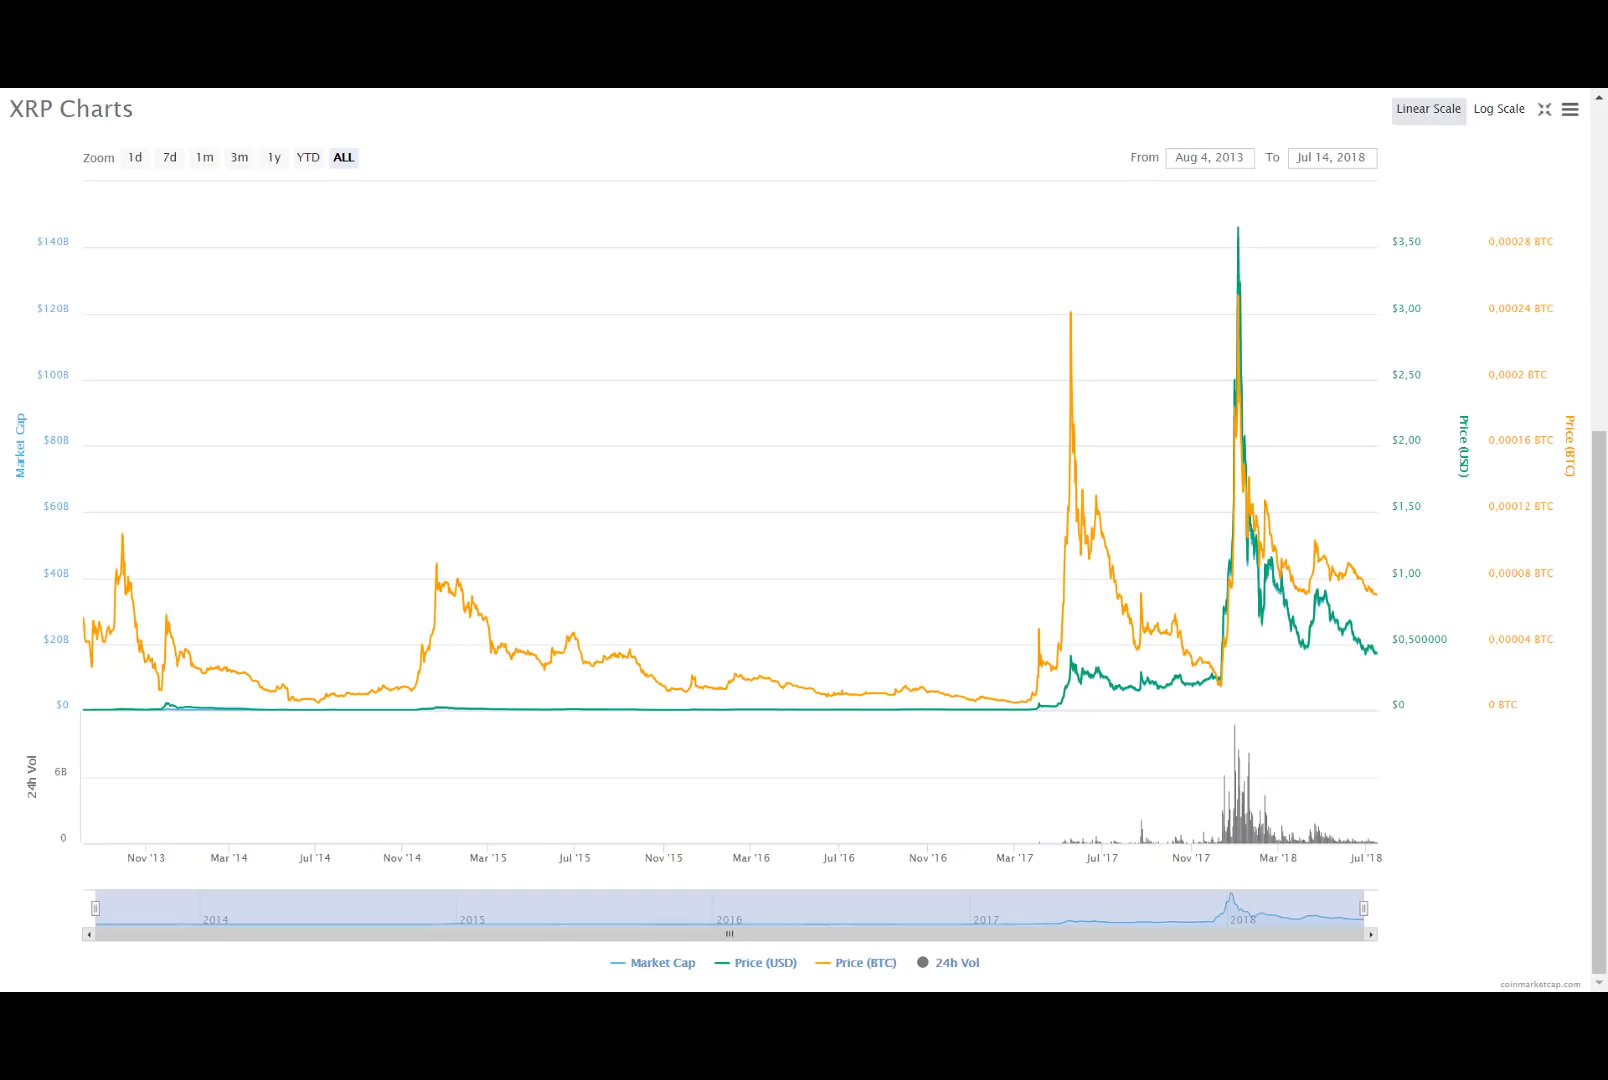 XRP Charts
Linear Scale Log Scale
Zoom 1d 7d 1m 3m 1y YTD ALL
From Aug 4, 2013 To Jul 14, 2018
$140B $3,50 0,00028 BTC
$120B $3,00 0,00024 BTC
$100B $2,50 0,0002 BTC
$80B $2,00 0,00016 BTC
$60B $1,50 0,00012 BTC
$40B $1,00 0,00008 BTC
$20B $0,500000 0,00004 BTC
$0 $0 0 BTC
Market Cap
Price (USD)
Price (BTC)
24h Vol
6B
0
Nov '13 Mar '14 Jul '14 Nov '14 Mar '15 Jul '15 Nov '15 Mar '16 Jul '16 Nov '16 Mar '17 Jul '17 Nov '17 Mar '18 Jul '18
2014 2015 2016 2017 2018
Market Cap Price (USD) Price (BTC) 24h Vol
coinmarketcap.com